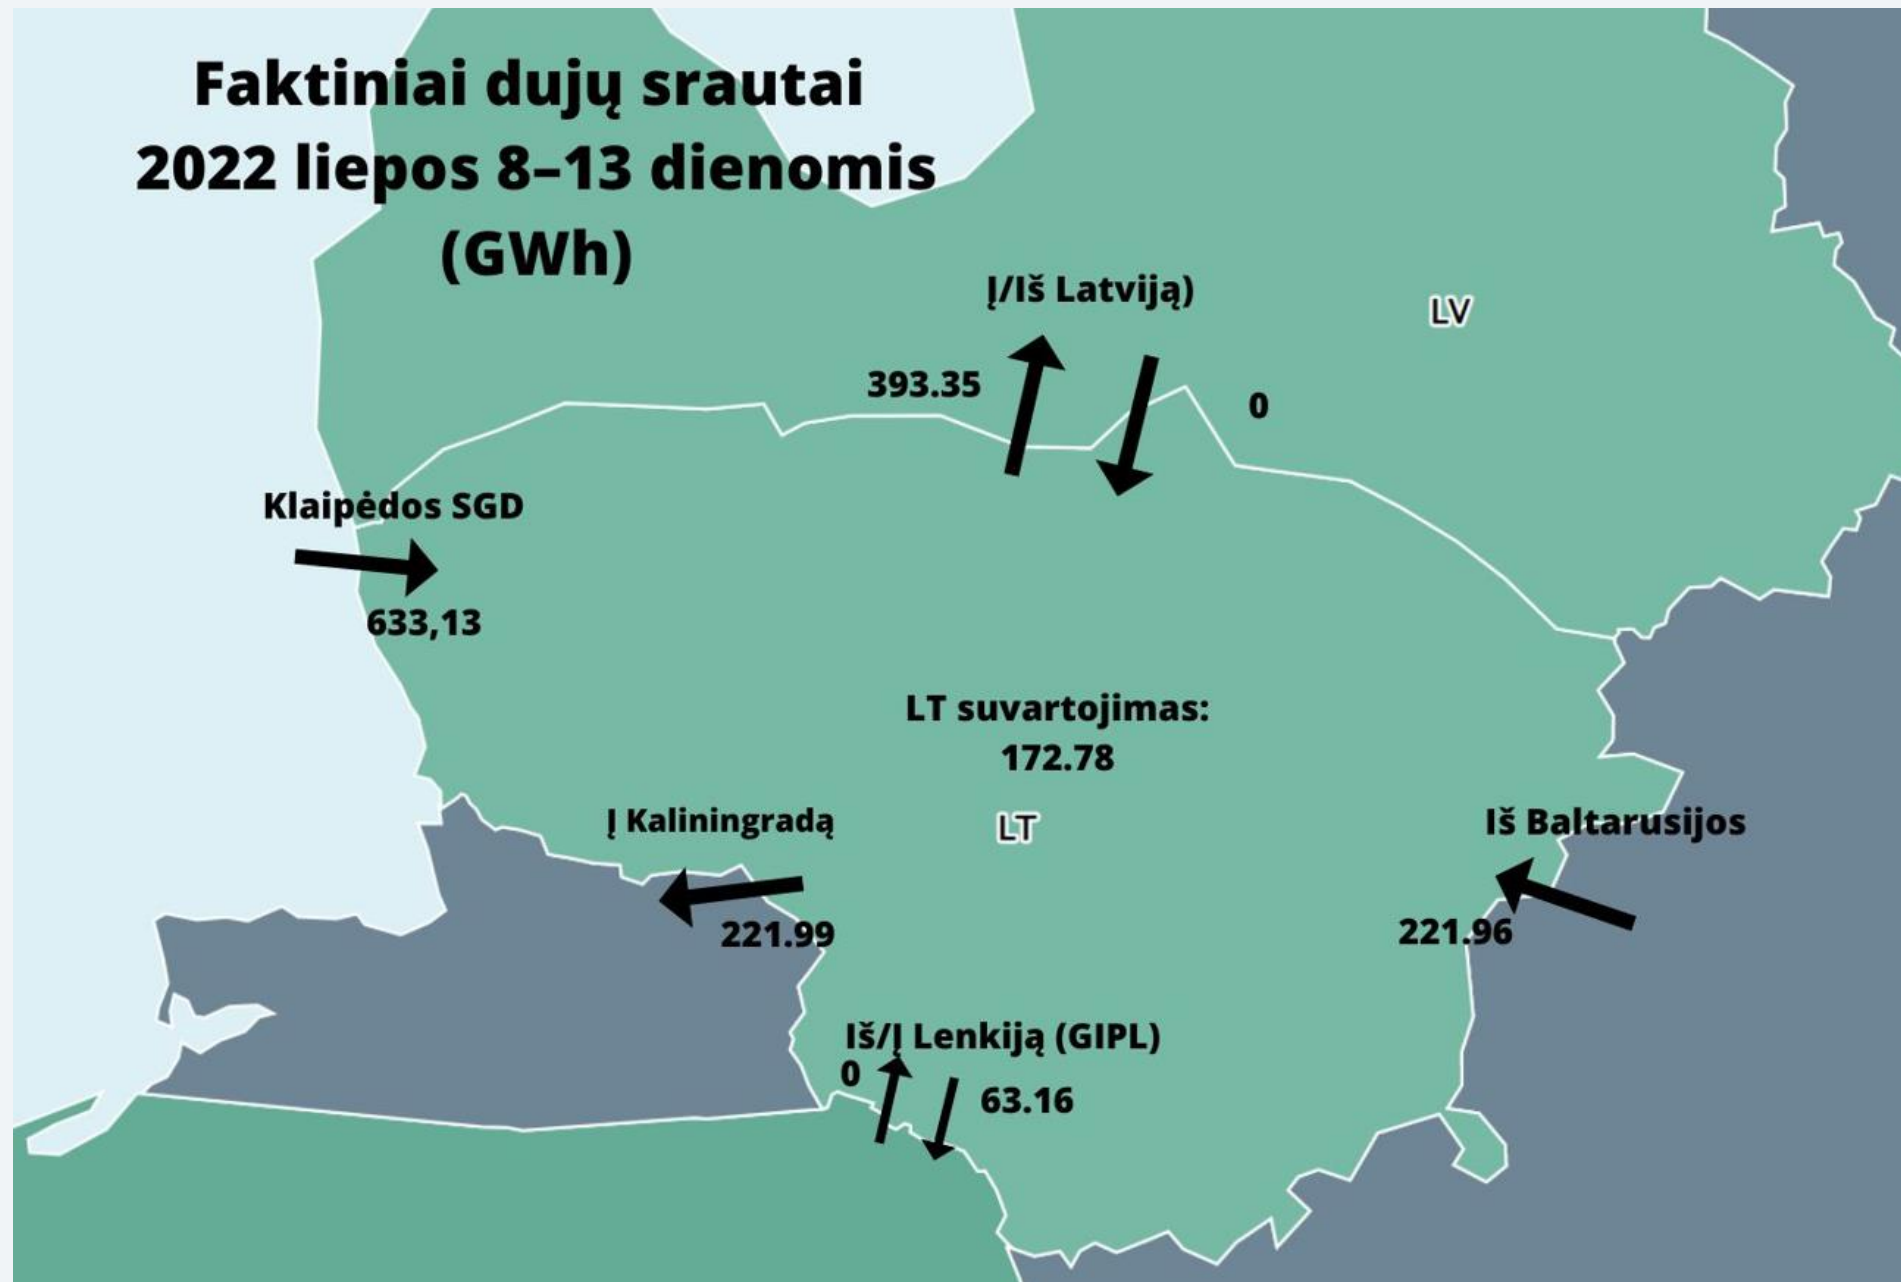 Faktiniai dujų srautai
2022 liepos 8–13 dienomis
(GWh)
Į/Iš Latviją)
LV
393.35
0
Klaipėdos SGD
633,13
LT suvartojimas:
172.78
Į Kaliningradą
LT
Iš Baltarusijos
221.99
221.96
Iš/Į Lenkiją (GIPL)
0
63.16